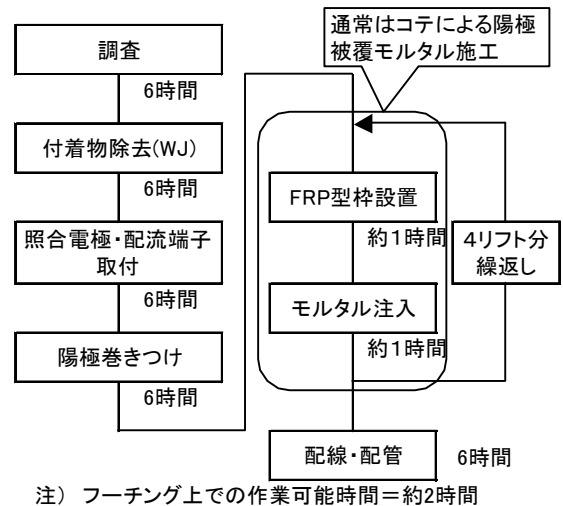 調査
6時間
付着物除去(WJ)
6時間
照合電極・配流端子
取付
6時間
陽極巻きつけ
6時間
通常はコテによる陽極
被覆モルタル施工
FRP型枠設置
約1時間
モルタル注入
約1時間
4リフト分
繰返し
配線・配管
6時間
注） フーチング上での作業可能時間＝約2時間